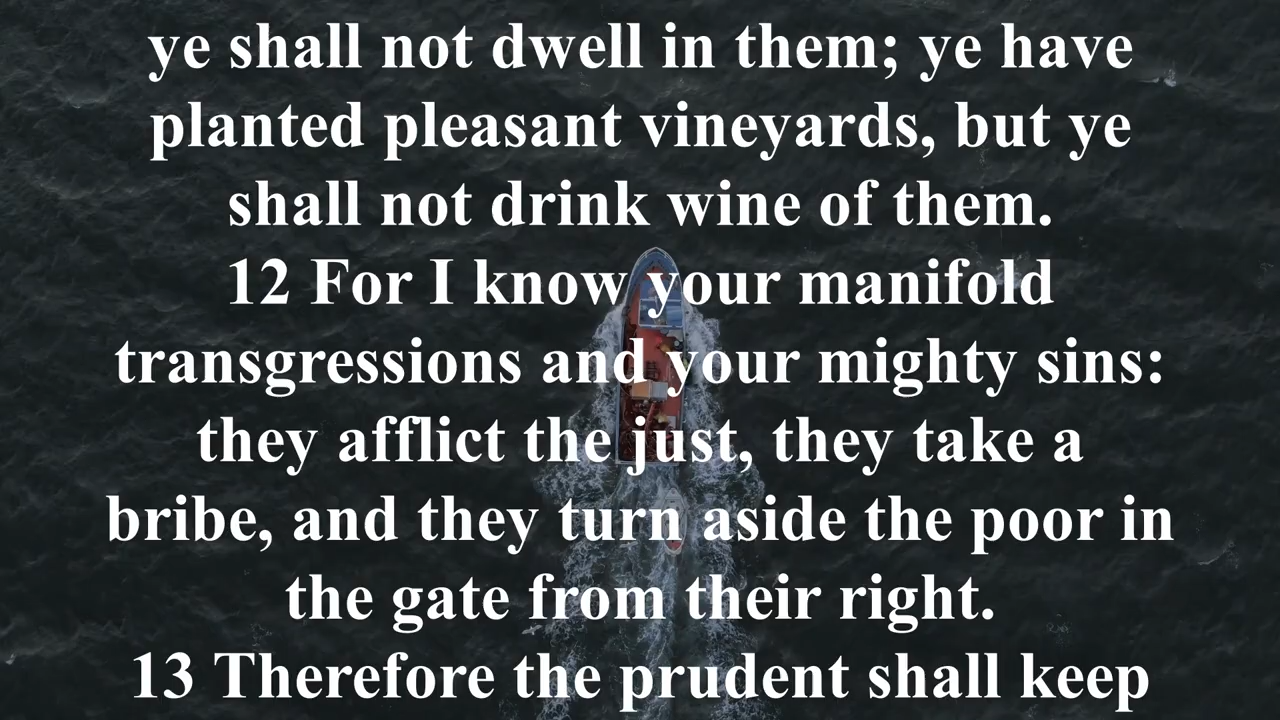 ye shall not dwell in them; ye have
planted pleasant vineyards, but ye
shall not drink wine of them.
12 For I know your manifold
transgressions and your mighty sins:
they afflict the just, they take a
bribe, and they turn aside the poor in
the gate from their right.
13 Therefore the prudent shall keep